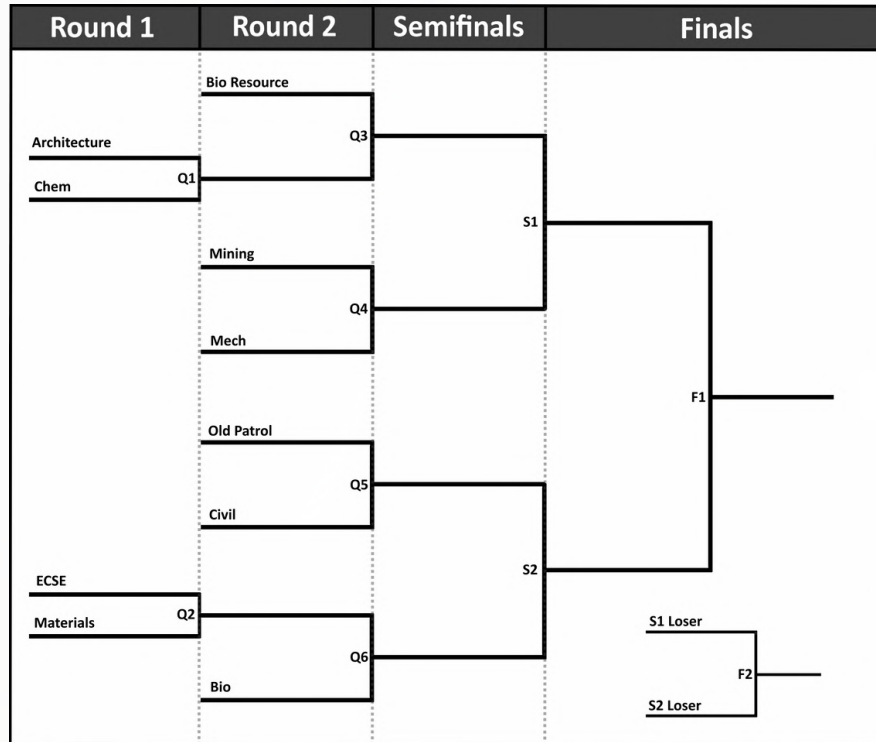 Round 1 Round 2 Semifinals Finals
Bio Resource
Q3
Architecture
Q1
Chem
S1
Mining
Q4
Mech
F1
Old Patrol
Q5
Civil
S2
ECSE
Q2
Materials
Q6
Bio
S1 Loser
F2
S2 Loser